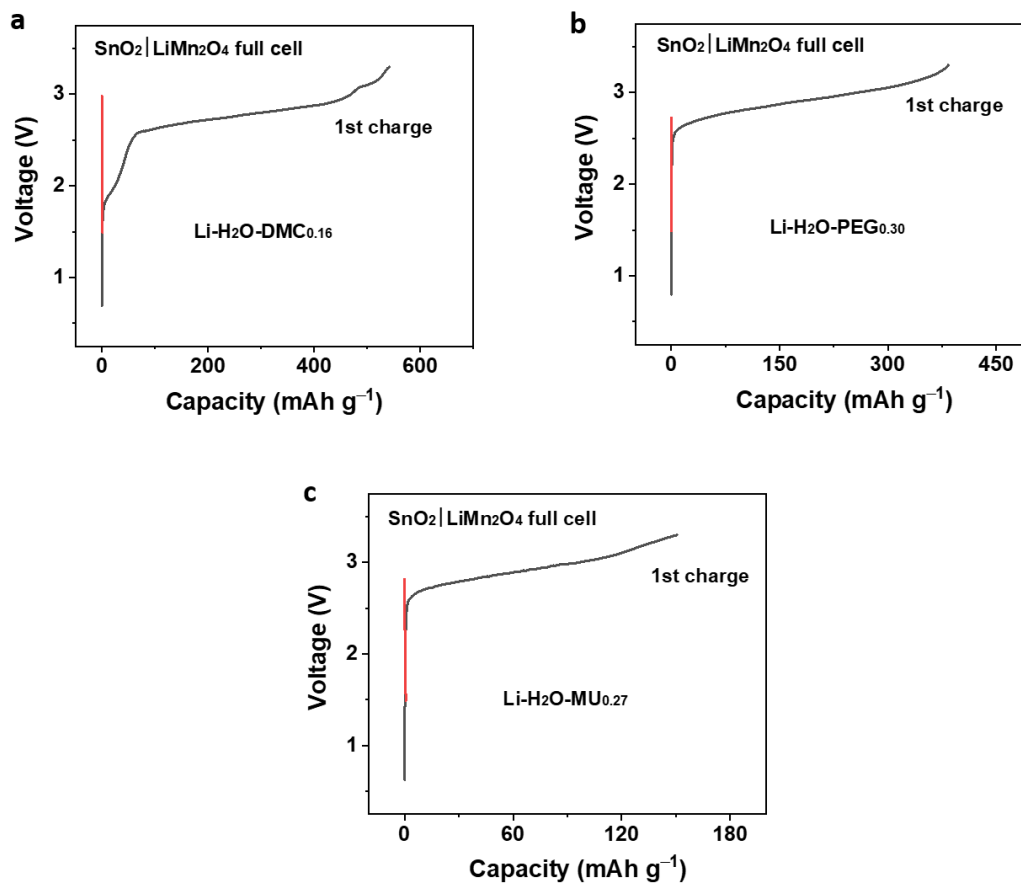 a
SnO₂|LiMn₂O₄ full cell
3
2
1
Voltage (V)
1st charge
Li-H₂O-DMC₀.₁₆
0 200 400 600
Capacity (mAh g⁻¹)
b
SnO₂|LiMn₂O₄ full cell
3
2
1
Voltage (V)
1st charge
Li-H₂O-PEG₀.₃₀
0 150 300 450
Capacity (mAh g⁻¹)
c
SnO₂|LiMn₂O₄ full cell
3
2
1
Voltage (V)
1st charge
Li-H₂O-MU₀.₂₇
0 60 120 180
Capacity (mAh g⁻¹)